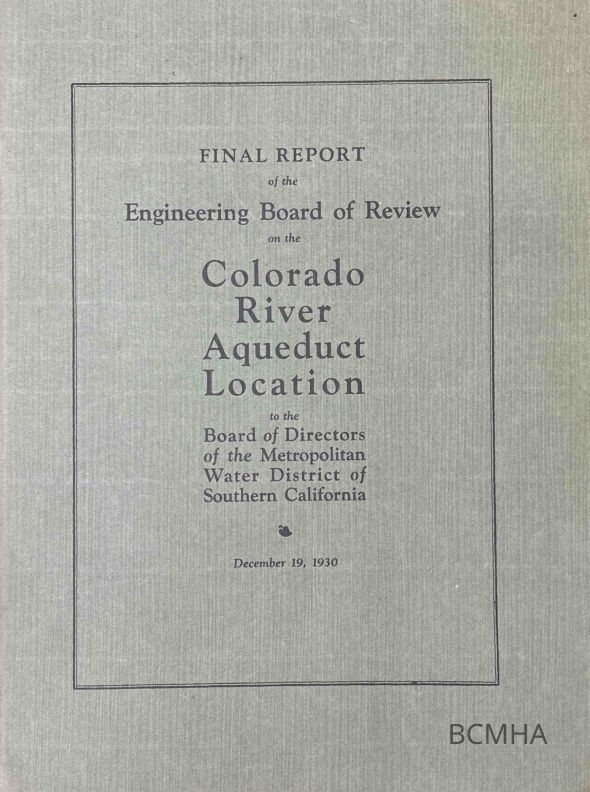 FINAL REPORT
of the
Engineering Board of Review
on the
Colorado
River
Aqueduct
Location
to the
Board of Directors
of the Metropolitan
Water District of
Southern California
December 19, 1930
BCMHA